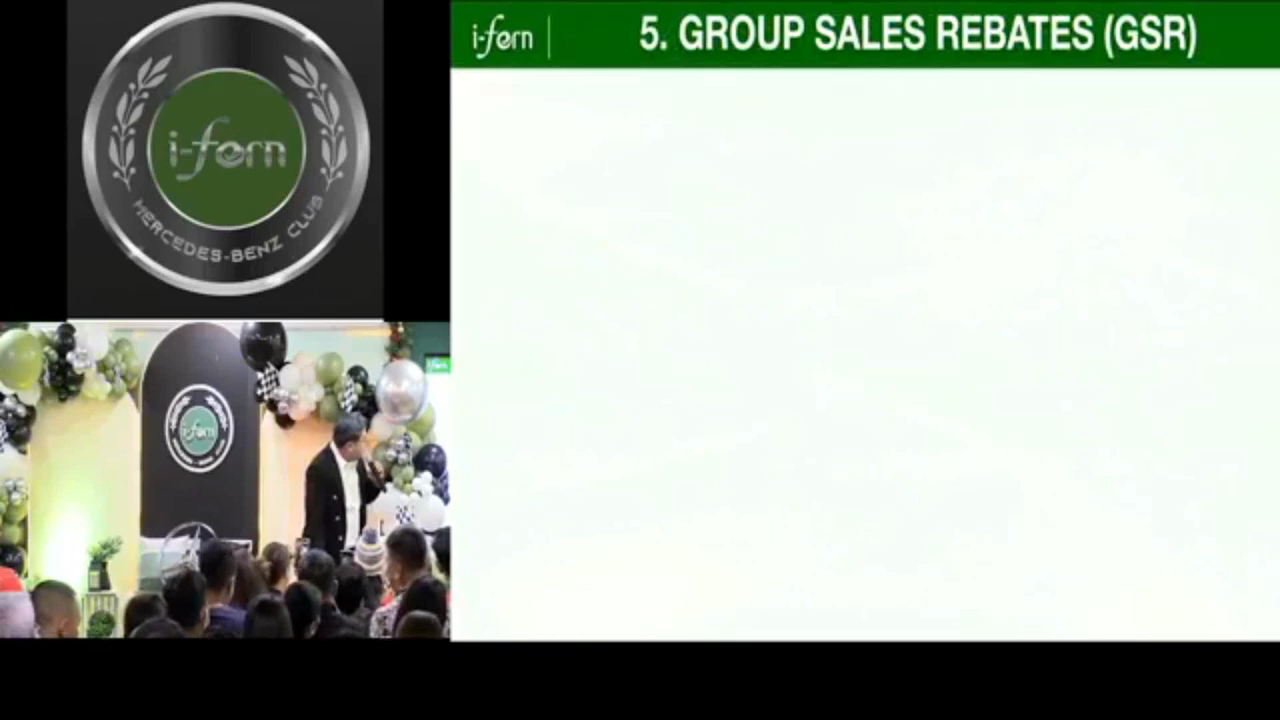 i-fern
MERCEDES-BENZ CLUB
i-fern
5. GROUP SALES REBATES (GSR)
i-fern